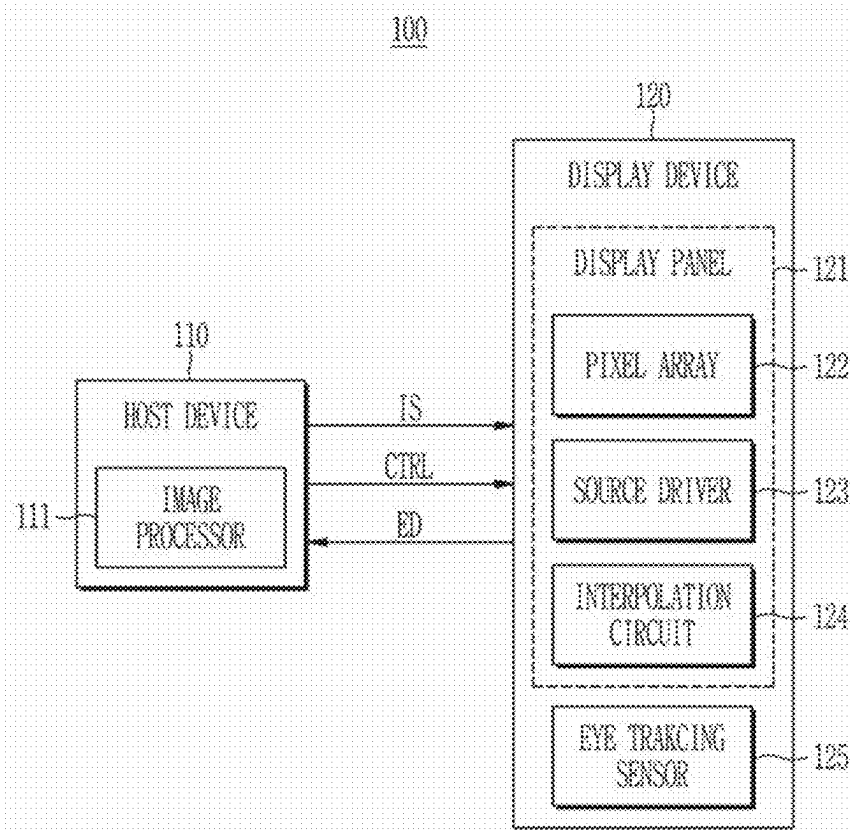 100
120
DISPLAY DEVICE
DISPLAY PANEL
121
PIXEL ARRAY
122
110
HOST DEVICE
IS
CTRL
SOURCE DRIVER
123
111
IMAGE
PROCESSOR
ED
INTERPOLATION
CIRCUIT
124
EYE TRAKCING
SENSOR
125